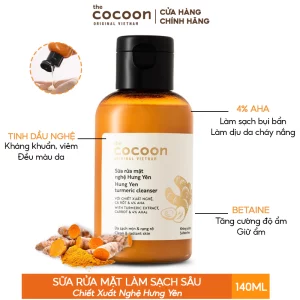 the
cocoon
ORIGINAL VIETNAM
CỬA HÀNG
CHÍNH HÃNG
4% AHA
Làm sạch bụi bẩn
Làm dịu da cháy nắng
TINH DẦU NGHỆ
Kháng khuẩn, viêm
Đều màu da
the
cocoon
ORIGINAL VIETNAM
Sữa rửa mặt
nghệ Hưng Yên
Hung Yen
turmeric cleanser
BETAINE
Tăng cường độ ẩm
Giữ ẩm
SỮA RỬA MẶT LÀM SẠCH SÂU
Chiết Xuất Nghệ Hưng Yên
140ML